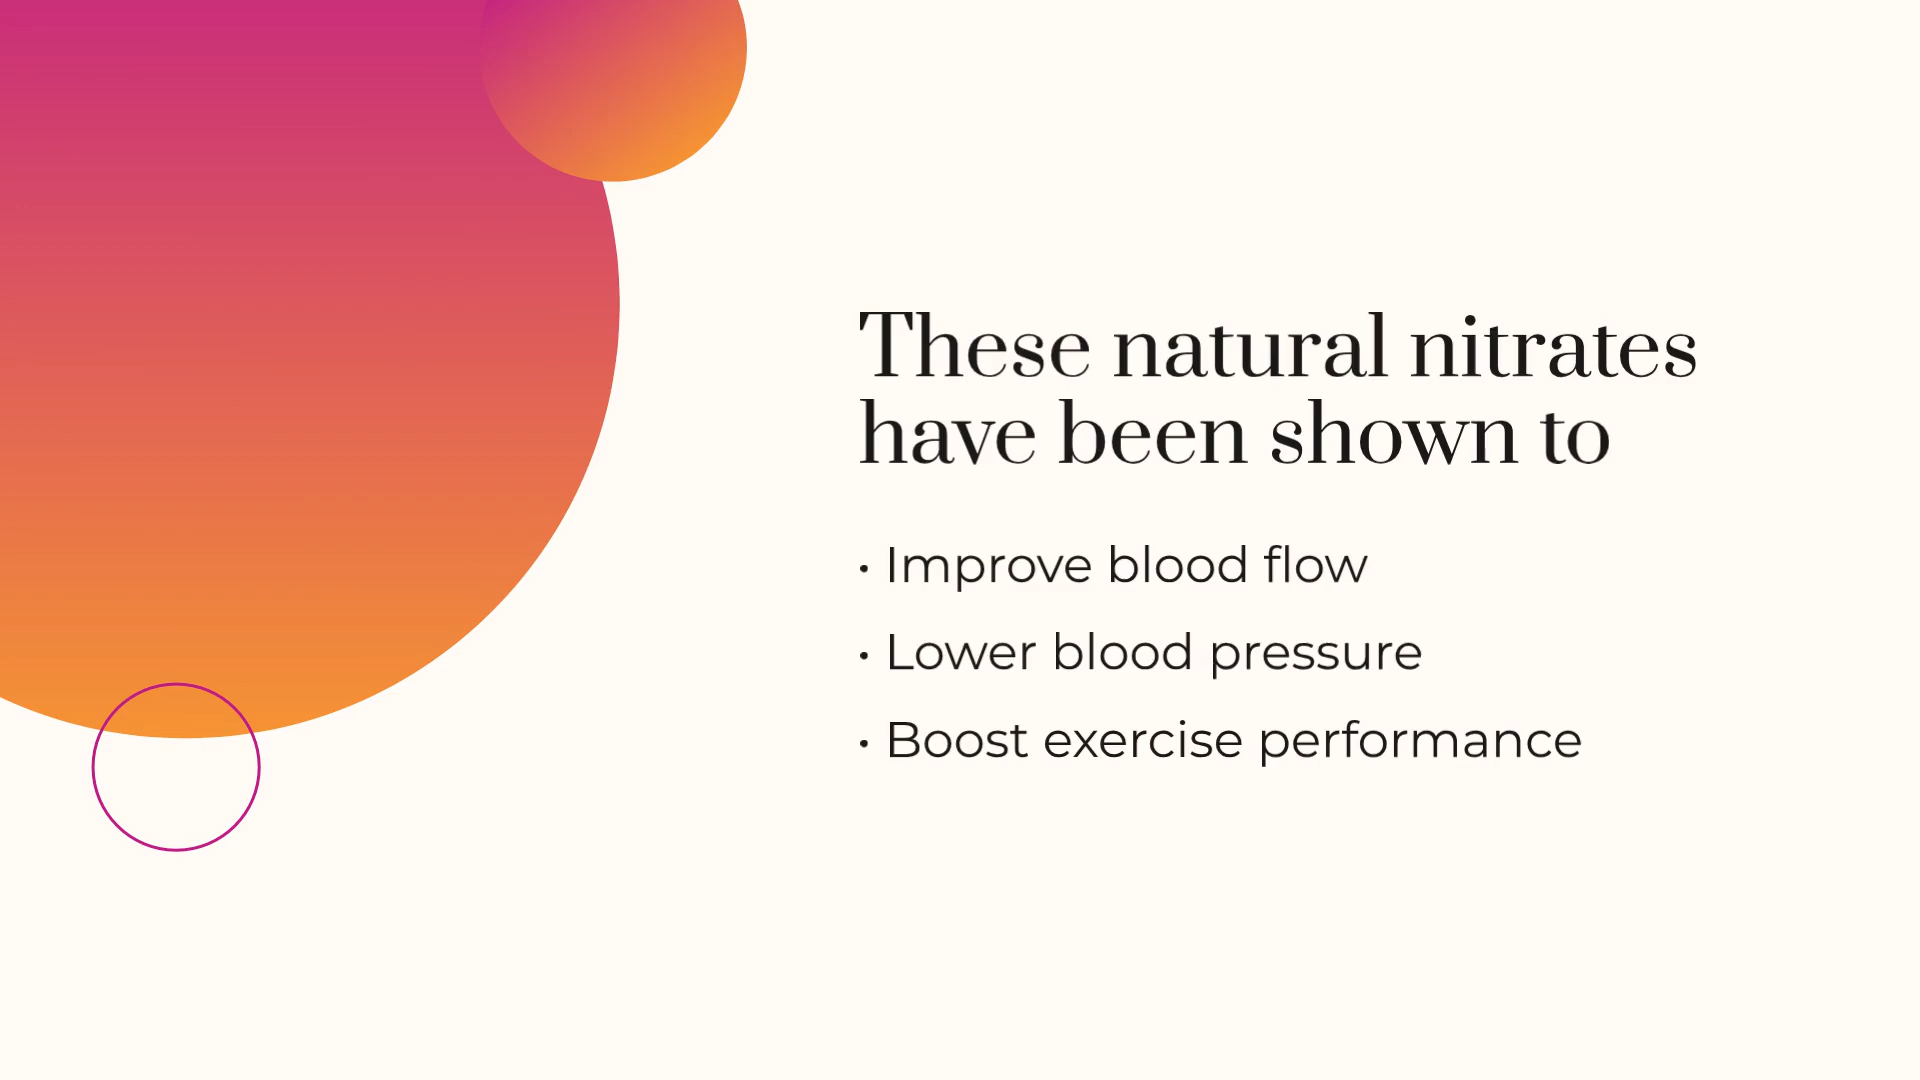 These natural nitrates
have been shown to
· Improve blood flow
· Lower blood pressure
· Boost exercise performance